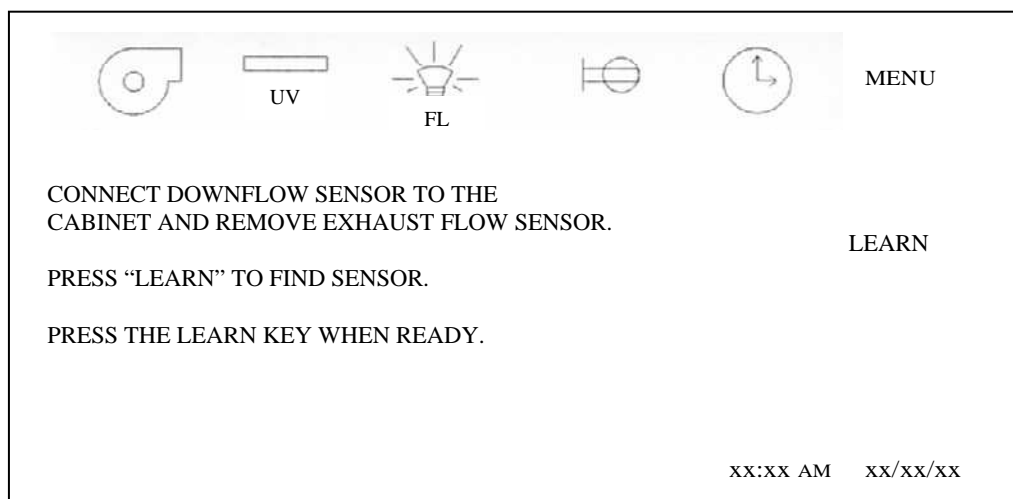 UV
FL
MENU
CONNECT DOWNFLOW SENSOR TO THE
CABINET AND REMOVE EXHAUST FLOW SENSOR.
LEARN
PRESS “LEARN” TO FIND SENSOR.
PRESS THE LEARN KEY WHEN READY.
xx:xx AM xx/xx/xx